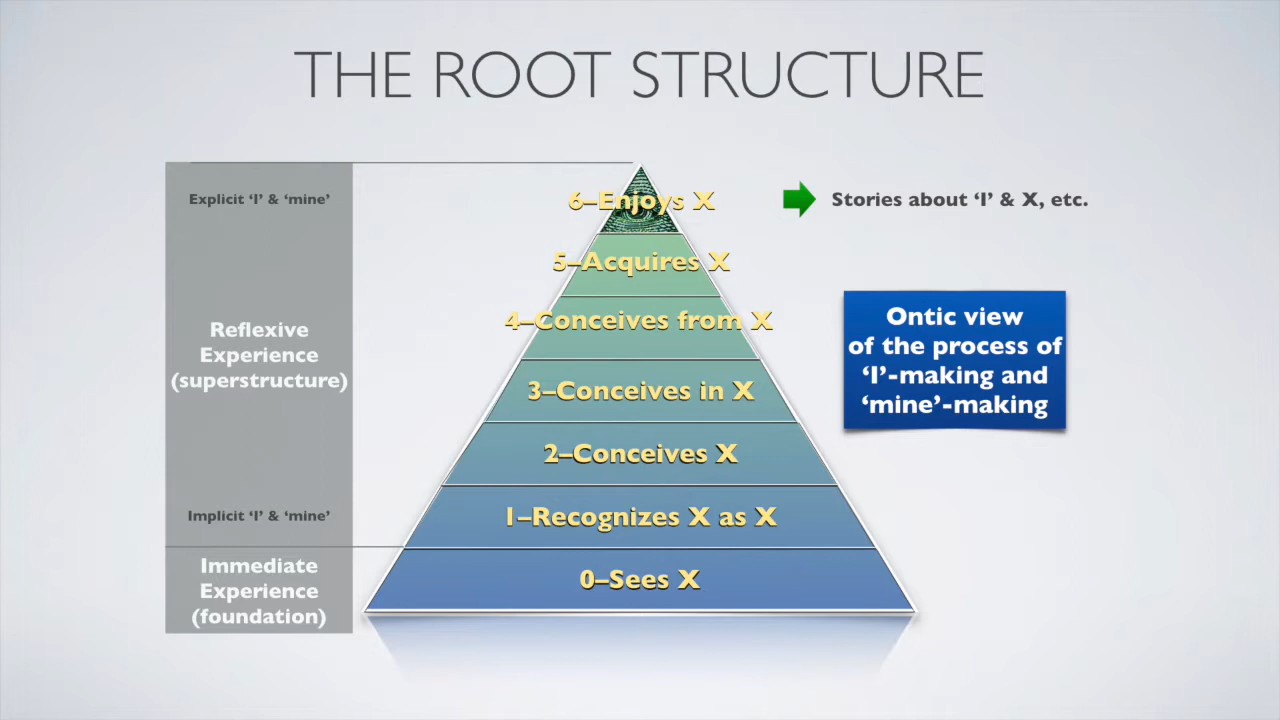 THE ROOT STRUCTURE
Explicit ‘I’ & ‘mine’
6–Enjoys X
Stories about ‘I’ & X, etc.
5–Acquires X
4–Conceives from X
Reflexive
Experience
(superstructure)
Ontic view
of the process of
‘I’-making and
‘mine’-making
3–Conceives in X
2–Conceives X
Implicit ‘I’ & ‘mine’
1–Recognizes X as X
Immediate
Experience
(foundation)
0–Sees X